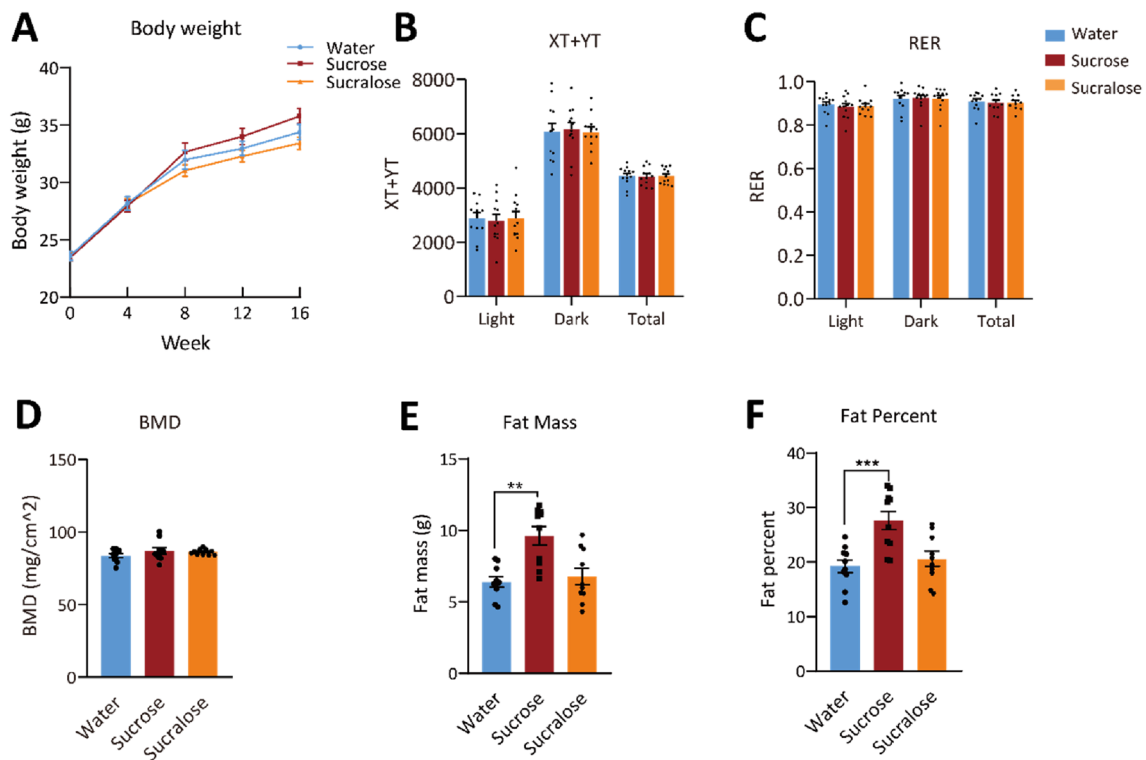 A
Body weight
Water
Sucrose
Sucralose
Body weight (g)
40
35
30
25
20
0
4
8
12
16
Week
B
XT+YT
XT+YT
8000
6000
4000
2000
0
Light
Dark
Total
C
RER
Water
Sucrose
Sucralose
RER
1.0
0.8
0.6
0.4
0.2
0.0
Light
Dark
Total
D
BMD
BMD (mg/cm^2)
150
100
50
0
Water
Sucrose
Sucralose
E
Fat Mass
**
Fat mass (g)
15
10
5
0
Water
Sucrose
Sucralose
F
Fat Percent
***
Fat percent
40
30
20
10
0
Water
Sucrose
Sucralose